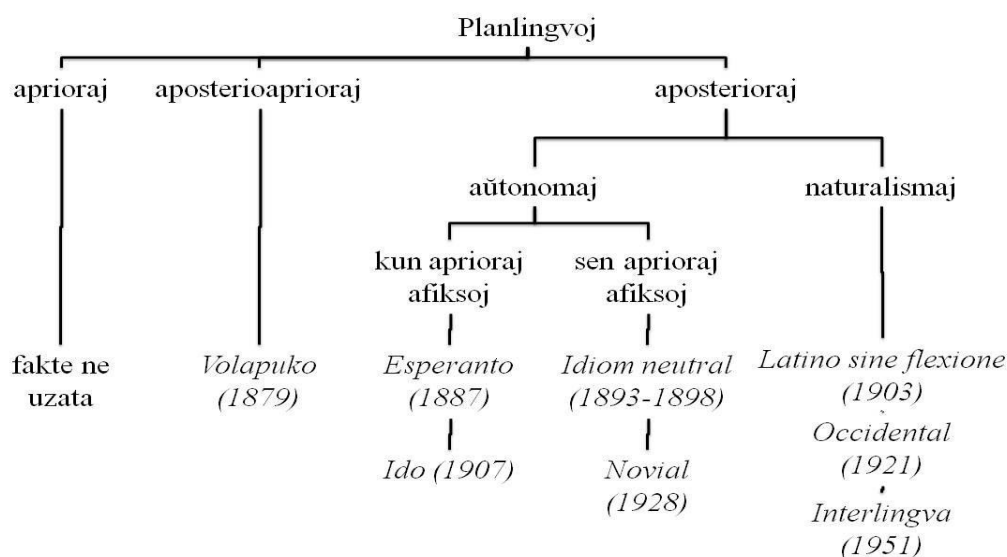 Planlingvoj
aprioraj
aposterioaprioraj
aposterioraj
aŭtonomaj
naturalismaj
kun aprioraj
afiksoj
sen aprioraj
afiksoj
fakte ne
uzata
Volapuko
(1879)
Esperanto
(1887)
Ido (1907)
Idiom neutral
(1893-1898)
Novial
(1928)
Latino sine flexione
(1903)
Occidental
(1921)
Interlingva
(1951)